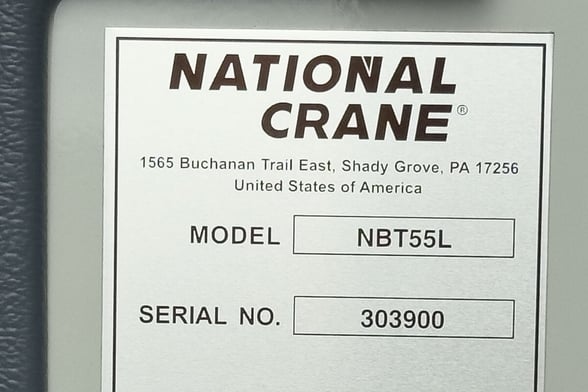 NATIONAL
CRANE®
1565 Buchanan Trail East, Shady Grove, PA 17256
United States of America
MODEL NBT55L
SERIAL NO. 303900